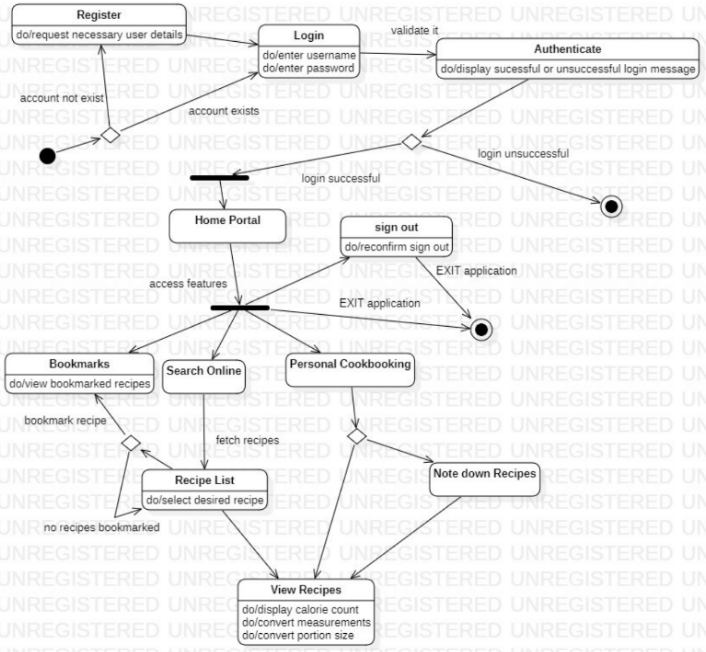 Register
do/request necessary user details
Login
do/enter username
do/enter password
validate it
Authenticate
do/display sucessful or unsuccessful login message
account not exist
account exists
login successful
login unsuccessful
Home Portal
sign out
do/reconfirm sign out
access features
EXIT application
EXIT application
Bookmarks
do/view bookmarked recipes
Search Online
Personal Cookbooking
bookmark recipe
fetch recipes
Recipe List
do/select desired recipe
Note down Recipes
no recipes bookmarked
View Recipes
do/display calorie count
do/convert measurements
do/convert portion size
UNREGISTERED